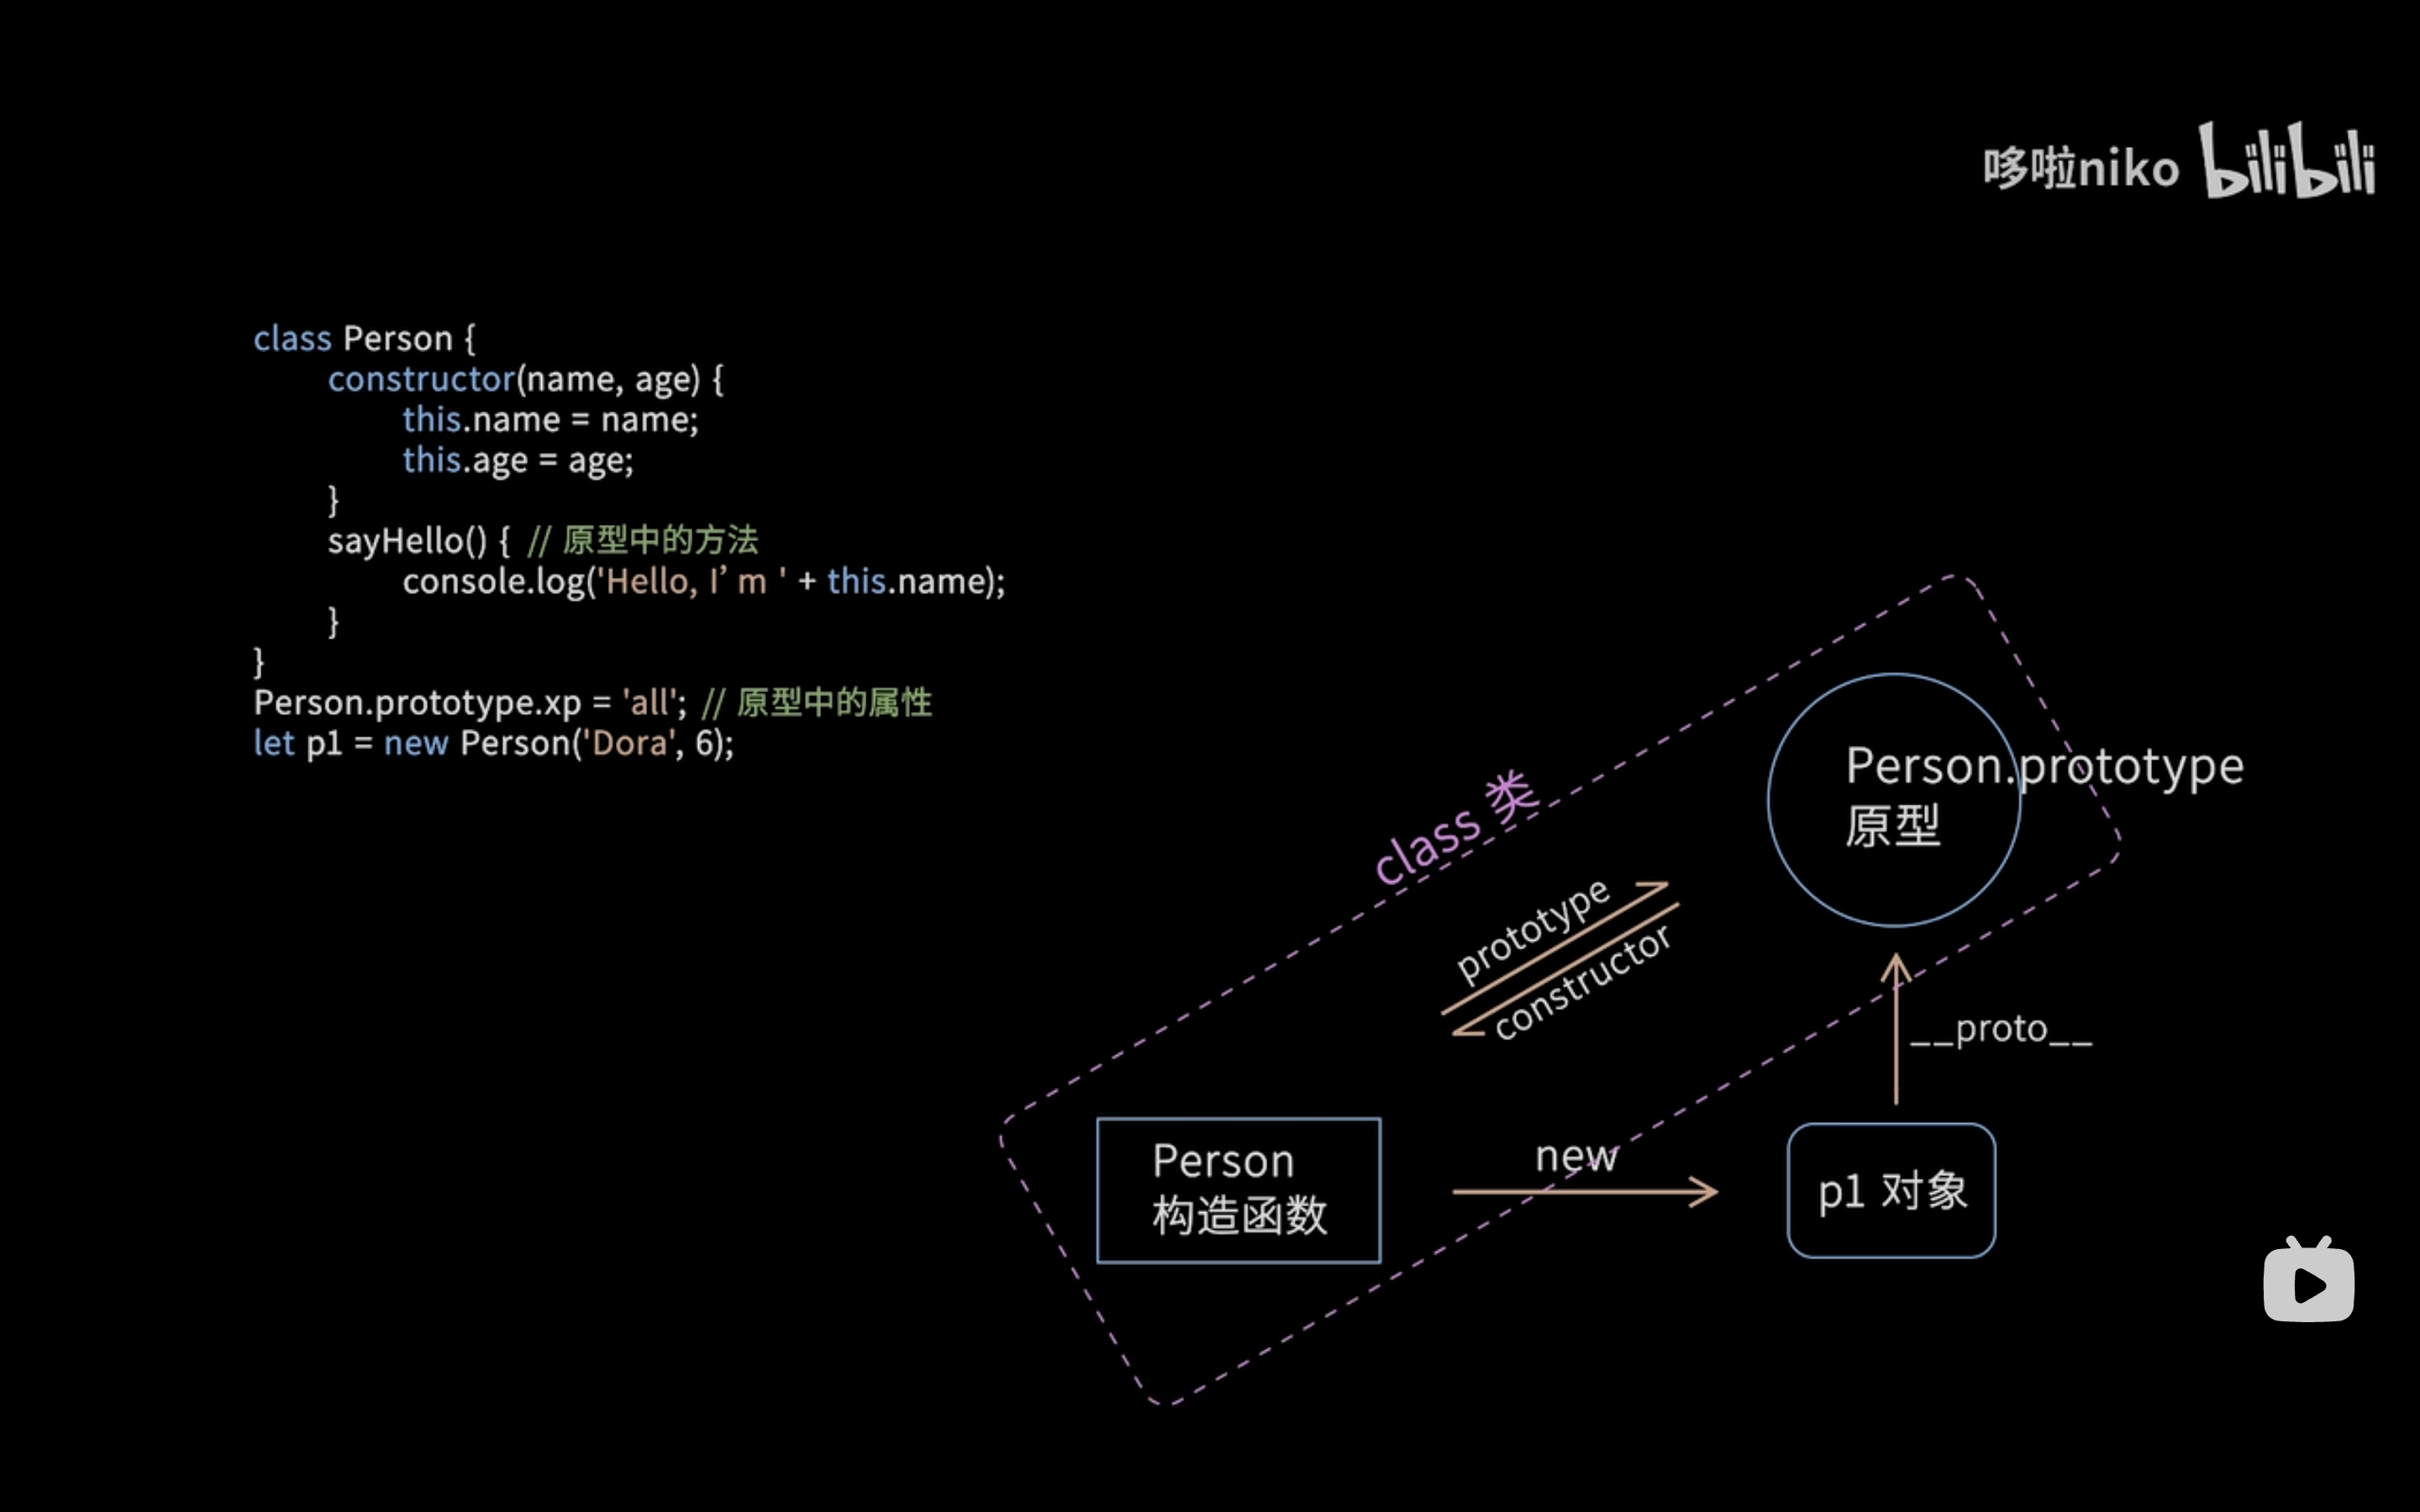 哆啦niko bilibili
class Person {
constructor(name, age) {
this.name = name;
this.age = age;
}
sayHello() { // 原型中的方法
console.log('Hello, I’m ' + this.name);
}
}
Person.prototype.xp = 'all'; // 原型中的属性
let p1 = new Person('Dora', 6);
class 类
Person.prototype
原型
prototype
constructor
__proto__
Person
构造函数
new
p1 对象